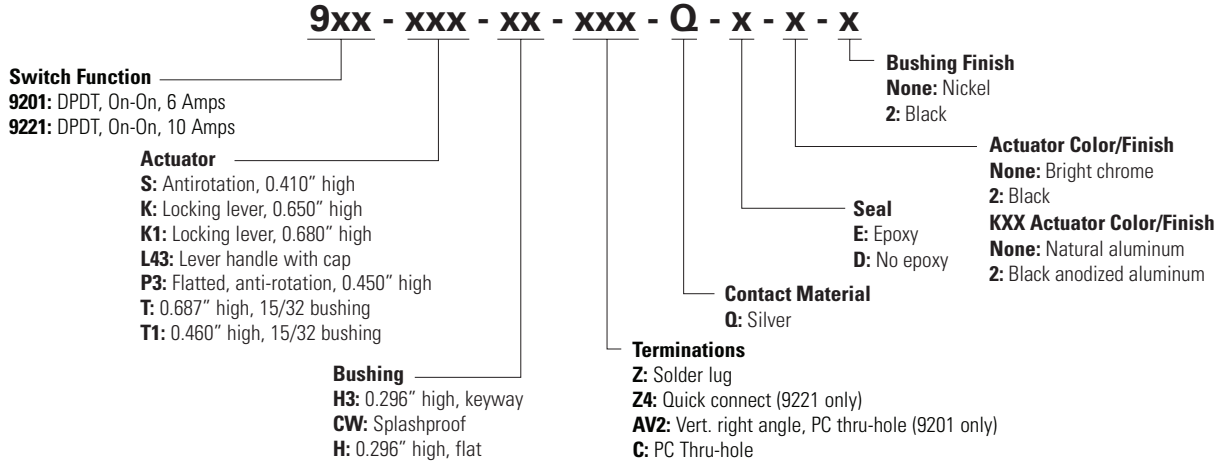 9xx - xxx - xx - xxx - Q - x - x - x
Switch Function
9201: DPDT, On-On, 6 Amps
9221: DPDT, On-On, 10 Amps
Actuator
S: Antirotation, 0.410” high
K: Locking lever, 0.650” high
K1: Locking lever, 0.680” high
L43: Lever handle with cap
P3: Flatted, anti-rotation, 0.450” high
T: 0.687” high, 15/32 bushing
T1: 0.460” high, 15/32 bushing
Bushing
H3: 0.296” high, keyway
CW: Splashproof
H: 0.296” high, flat
Terminations
Z: Solder lug
Z4: Quick connect (9221 only)
AV2: Vert. right angle, PC thru-hole (9201 only)
C: PC Thru-hole
Contact Material
Q: Silver
Seal
E: Epoxy
D: No epoxy
Actuator Color/Finish
None: Bright chrome
2: Black
KXX Actuator Color/Finish
None: Natural aluminum
2: Black anodized aluminum
Bushing Finish
None: Nickel
2: Black